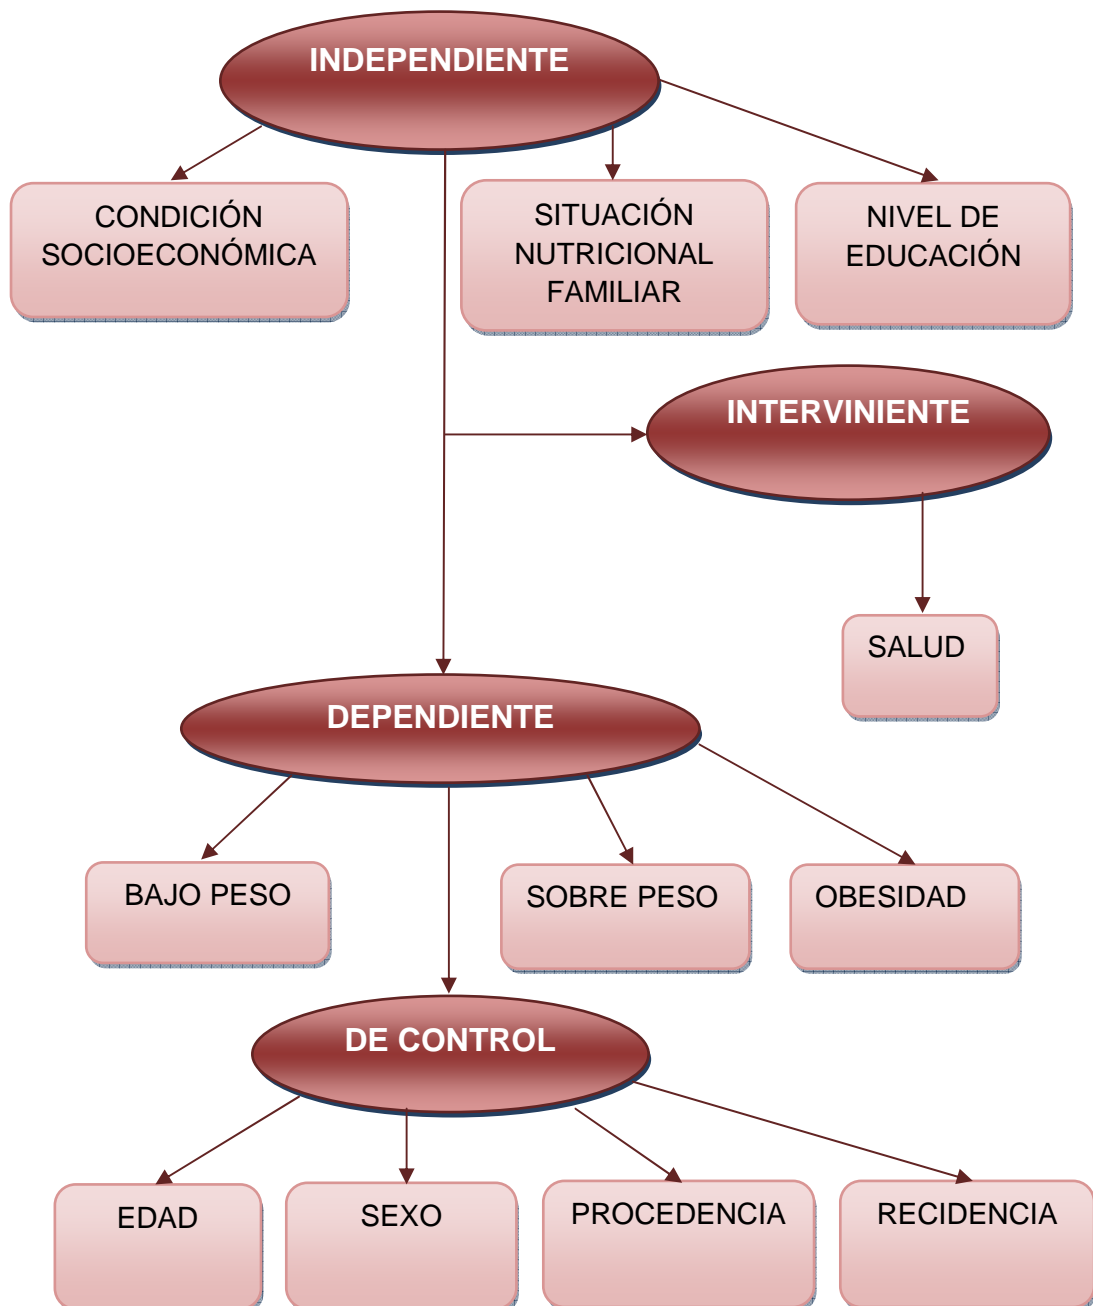 INDEPENDIENTE
CONDICIÓN
SOCIOECONÓMICA
SITUACIÓN
NUTRICIONAL
FAMILIAR
NIVEL DE
EDUCACIÓN
INTERVINIENTE
SALUD
DEPENDIENTE
BAJO PESO
SOBRE PESO
OBESIDAD
DE CONTROL
EDAD
SEXO
PROCEDENCIA
RECIDENCIA